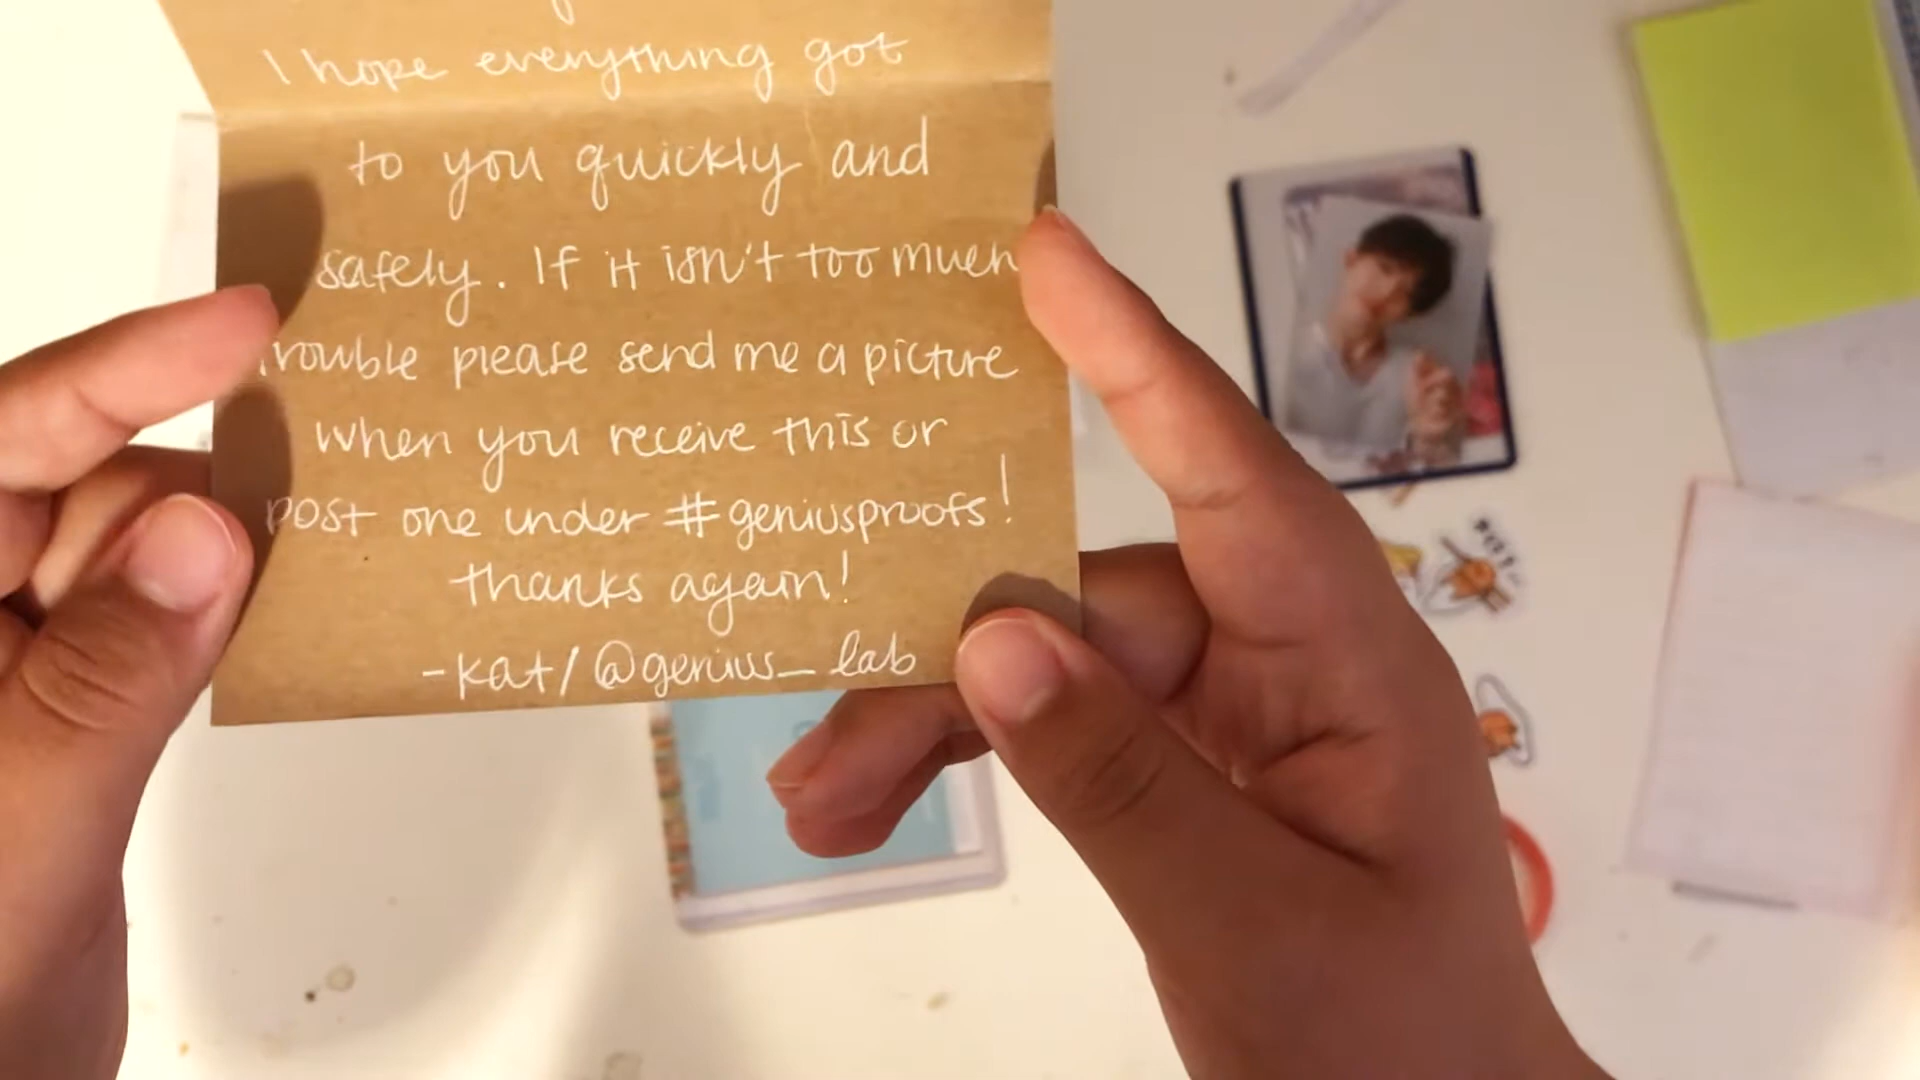 I hope everything got
to you quickly and
safely. If it isn't too much
trouble please send me a picture
when you receive this or
post one under #geniusproofs!
thanks again!
-kat/@genius_lab